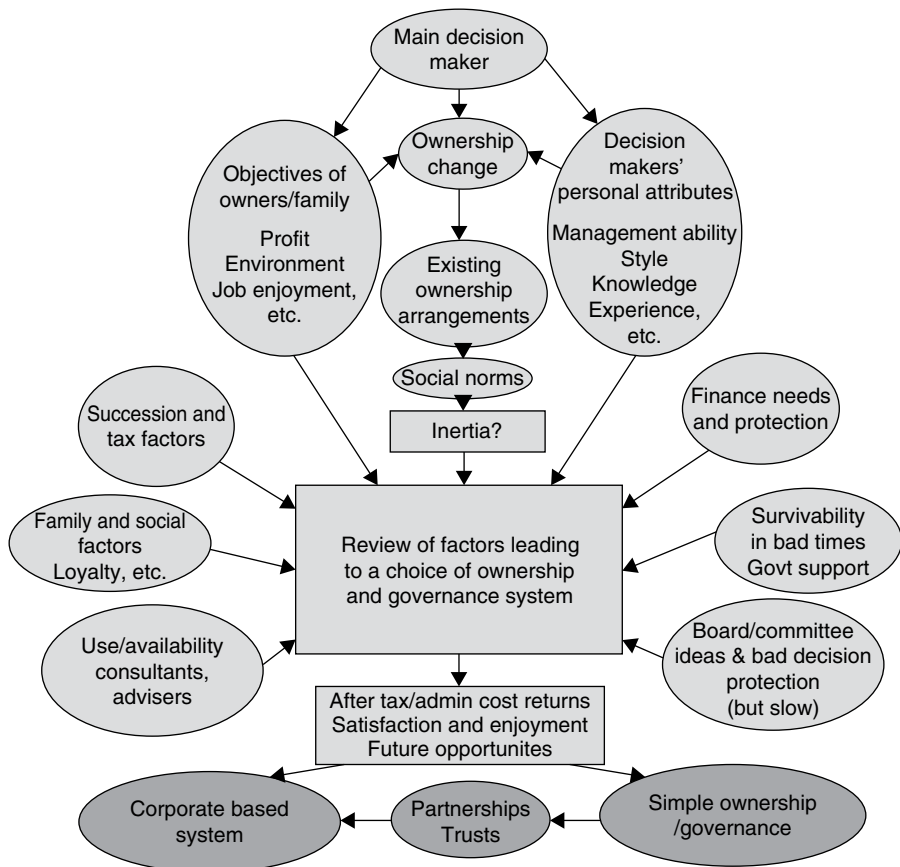 Main decision
maker
Ownership
change
Objectives of
owners/family
Profit
Environment
Job enjoyment,
etc.
Decision
makers'
personal attributes
Management ability
Style
Knowledge
Experience,
etc.
Existing
ownership
arrangements
Social norms
Inertia?
Succession and
tax factors
Finance needs
and protection
Family and social
factors
Loyalty, etc.
Review of factors leading
to a choice of ownership
and governance system
Survivability
in bad times
Govt support
Use/availability
consultants,
advisers
Board/committee
ideas & bad decision
protection
(but slow)
After tax/admin cost returns
Satisfaction and enjoyment
Future opportunites
Corporate based
system
Partnerships
Trusts
Simple ownership
/governance